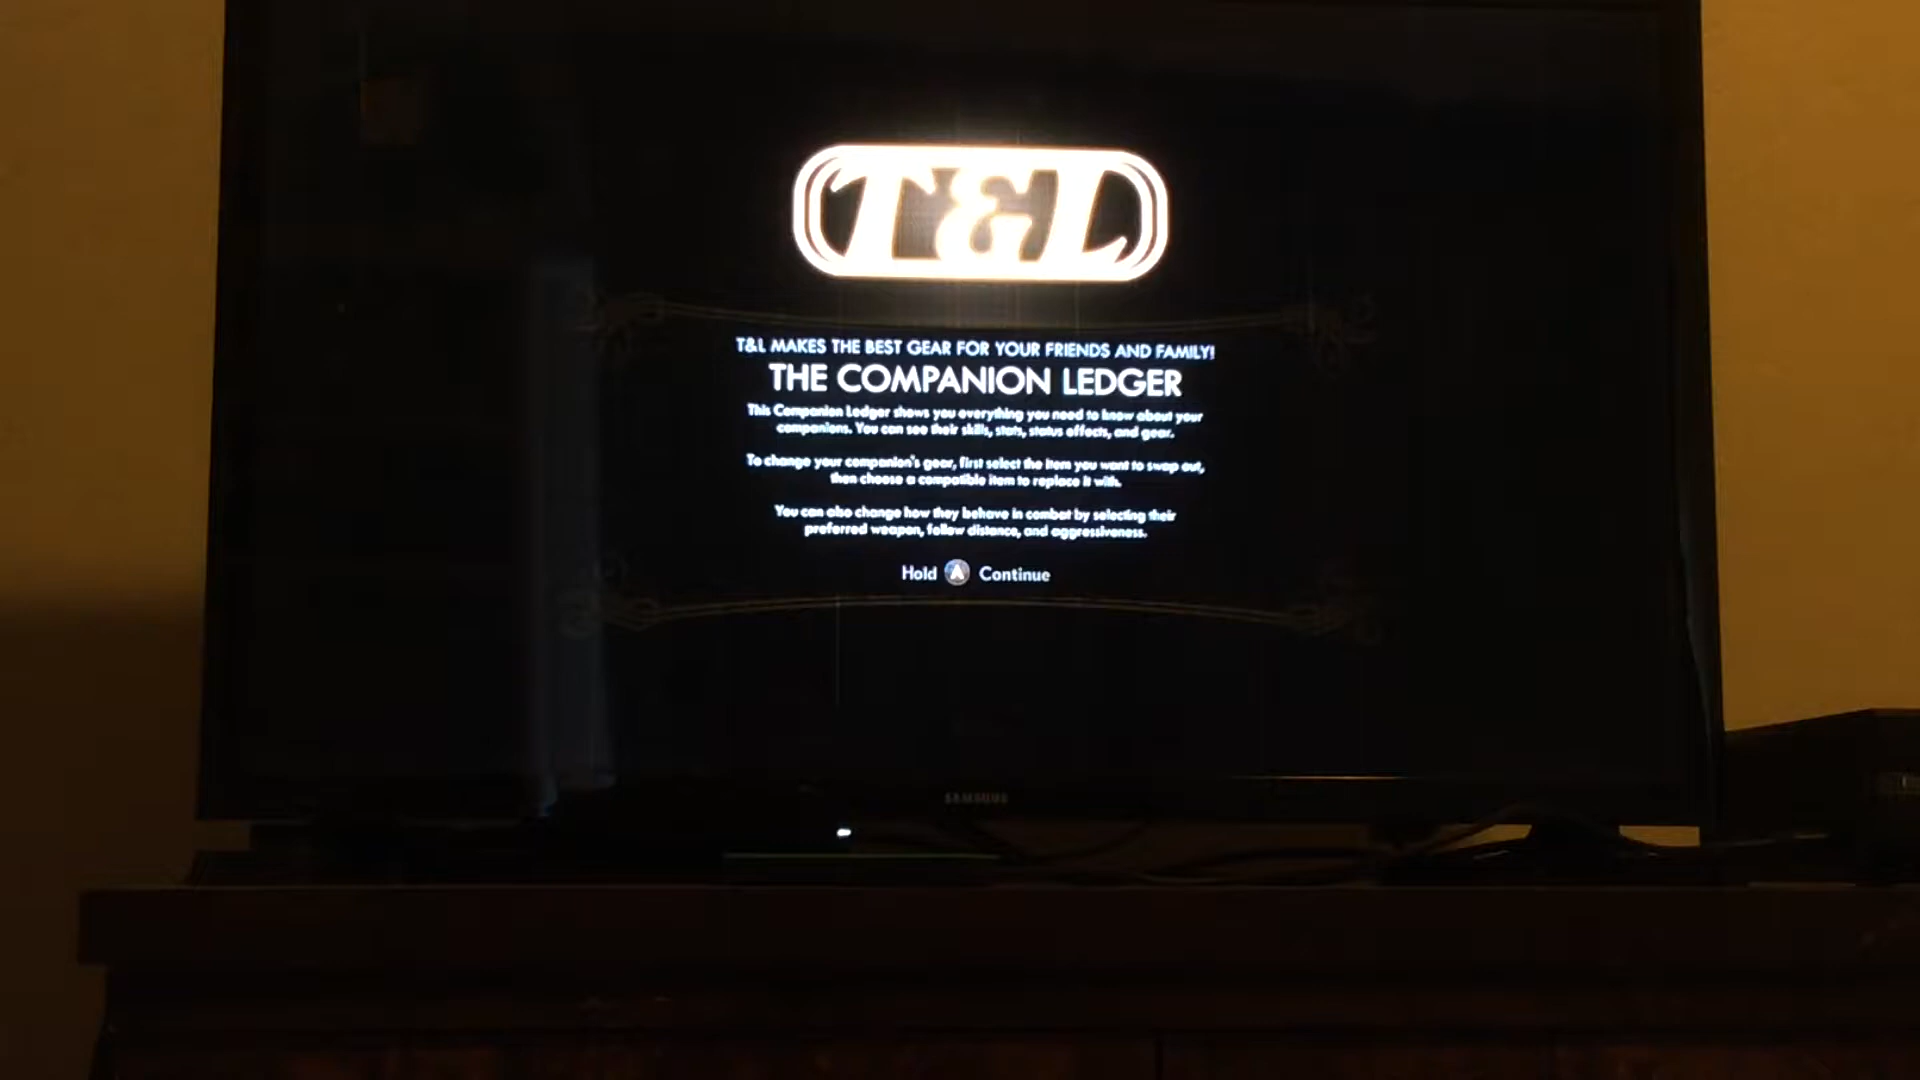 T&L
T&L MAKES THE BEST GEAR FOR YOUR FRIENDS AND FAMILY!
THE COMPANION LEDGER
This Companion Ledger shows you everything you need to know about your
companions. You can see their skills, stats, status effects, and gear.
To change your companion's gear, first select the item you want to swap out,
then choose a compatible item to replace it with.
You can also change how they behave in combat by selecting their
preferred weapon, follow distance, and aggressiveness.
Hold A Continue
SAMSUNG